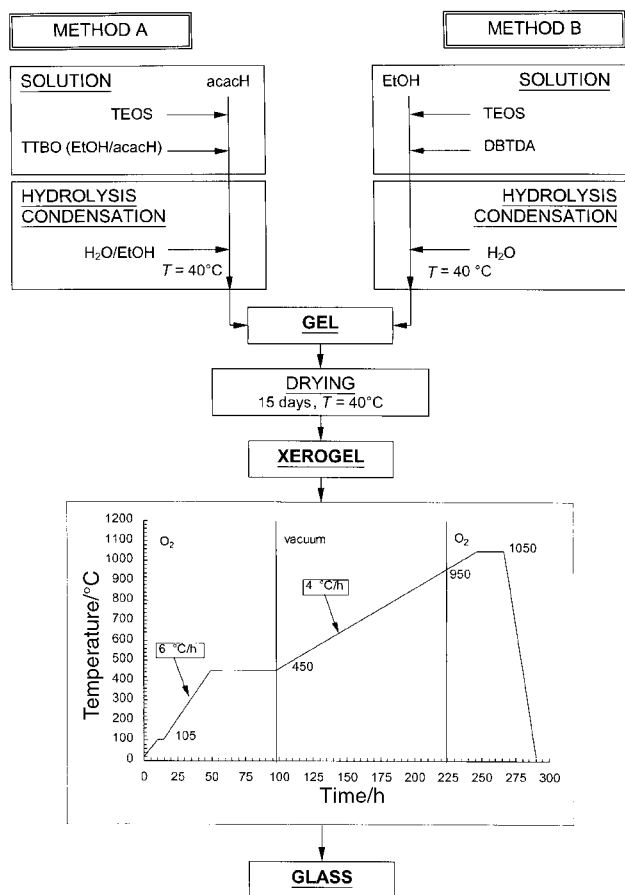 METHOD A
METHOD B
SOLUTION
acacH
TEOS
TTBO (EtOH/acacH)
EtOH
SOLUTION
TEOS
DBTDA
HYDROLYSIS
CONDENSATION
H₂O/EtOH
T = 40°C
HYDROLYSIS
CONDENSATION
H₂O
T = 40 °C
GEL
DRYING
15 days, T = 40°C
XEROGEL
1200
1100
1000
900
800
700
600
500
400
300
200
100
0
Temperature/°C
O₂
vacuum
O₂
1050
950
4 °C/h
6 °C/h
450
105
0 25 50 75 100 125 150 175 200 225 250 275 300
Time/h
GLASS